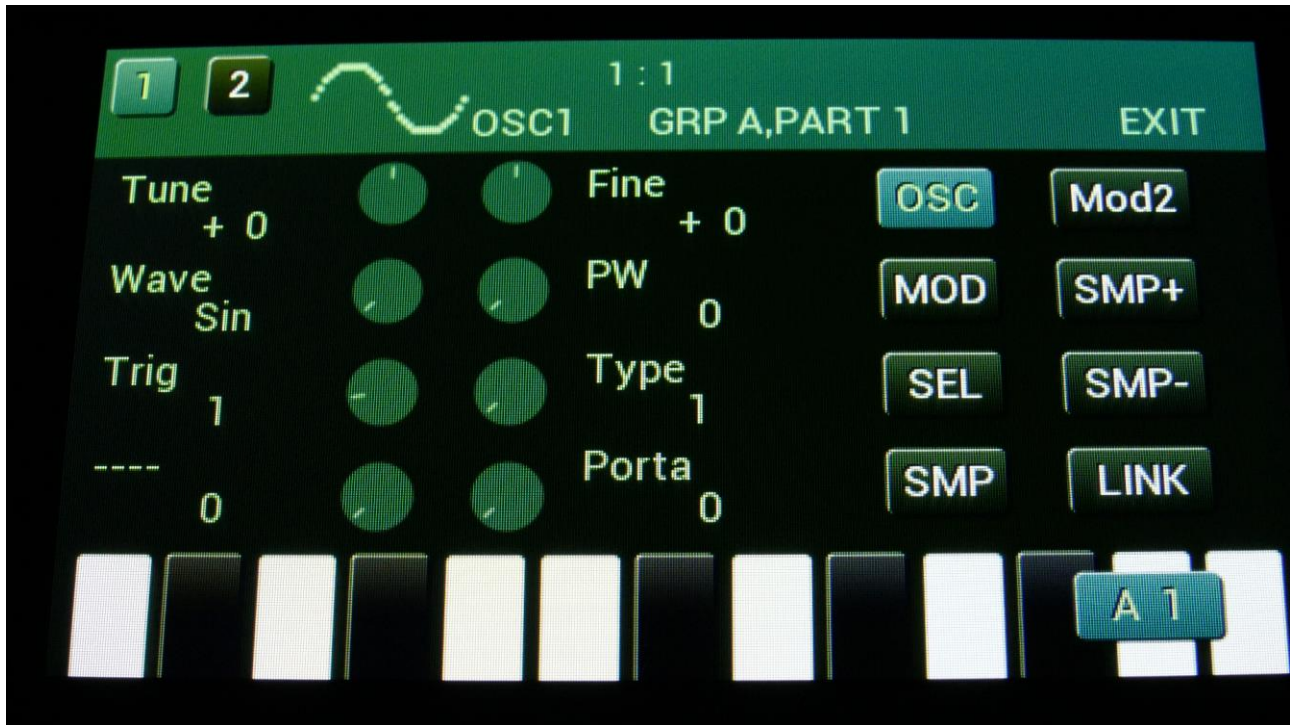 1 2 1 : 1
OSC1 GRP A,PART 1 EXIT
Tune Fine OSC Mod2
+ 0 + 0
Wave PW MOD SMP+
Sin 0
Trig Type SEL SMP-
1 1
---- Porta SMP LINK
0 0
A 1